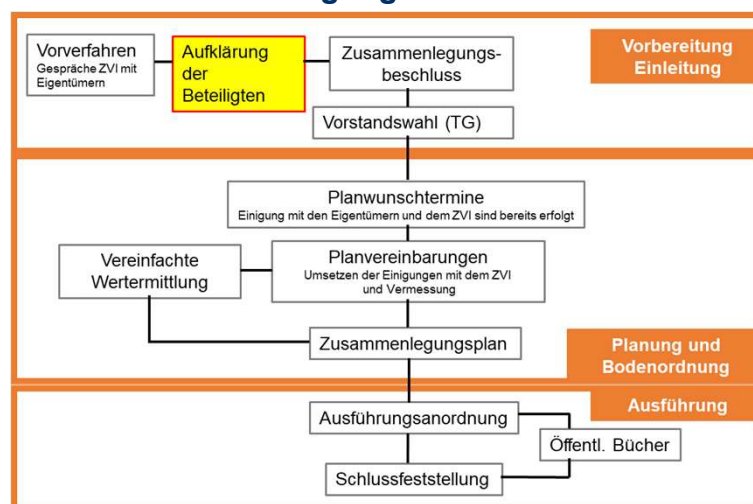 Vorverfahren
Gespräche ZVI mit
Eigentümern
Aufklärung
der
Beteiligten
Zusammenlegungs-
beschluss
Vorbereitung
Einleitung
Vorstandswahl (TG)
Planwunschtermine
Einigung mit den Eigentümern und dem ZVI sind bereits erfolgt
Vereinfachte
Wertermittlung
Planvereinbarungen
Umsetzen der Einigungen mit dem ZVI
und Vermessung
Zusammenlegungsplan
Planung und
Bodenordnung
Ausführung
Ausführungsanordnung
Öffentl. Bücher
Schlussfeststellung